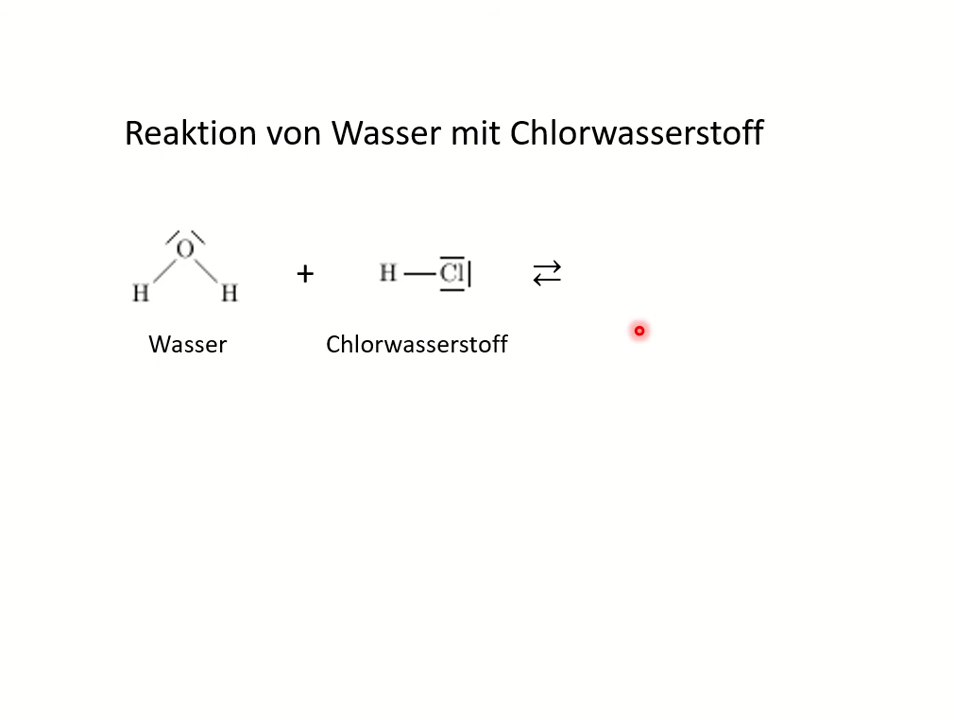 Reaktion von Wasser mit Chlorwasserstoff
O
H H
+
H — Cl
⇄
Wasser
Chlorwasserstoff